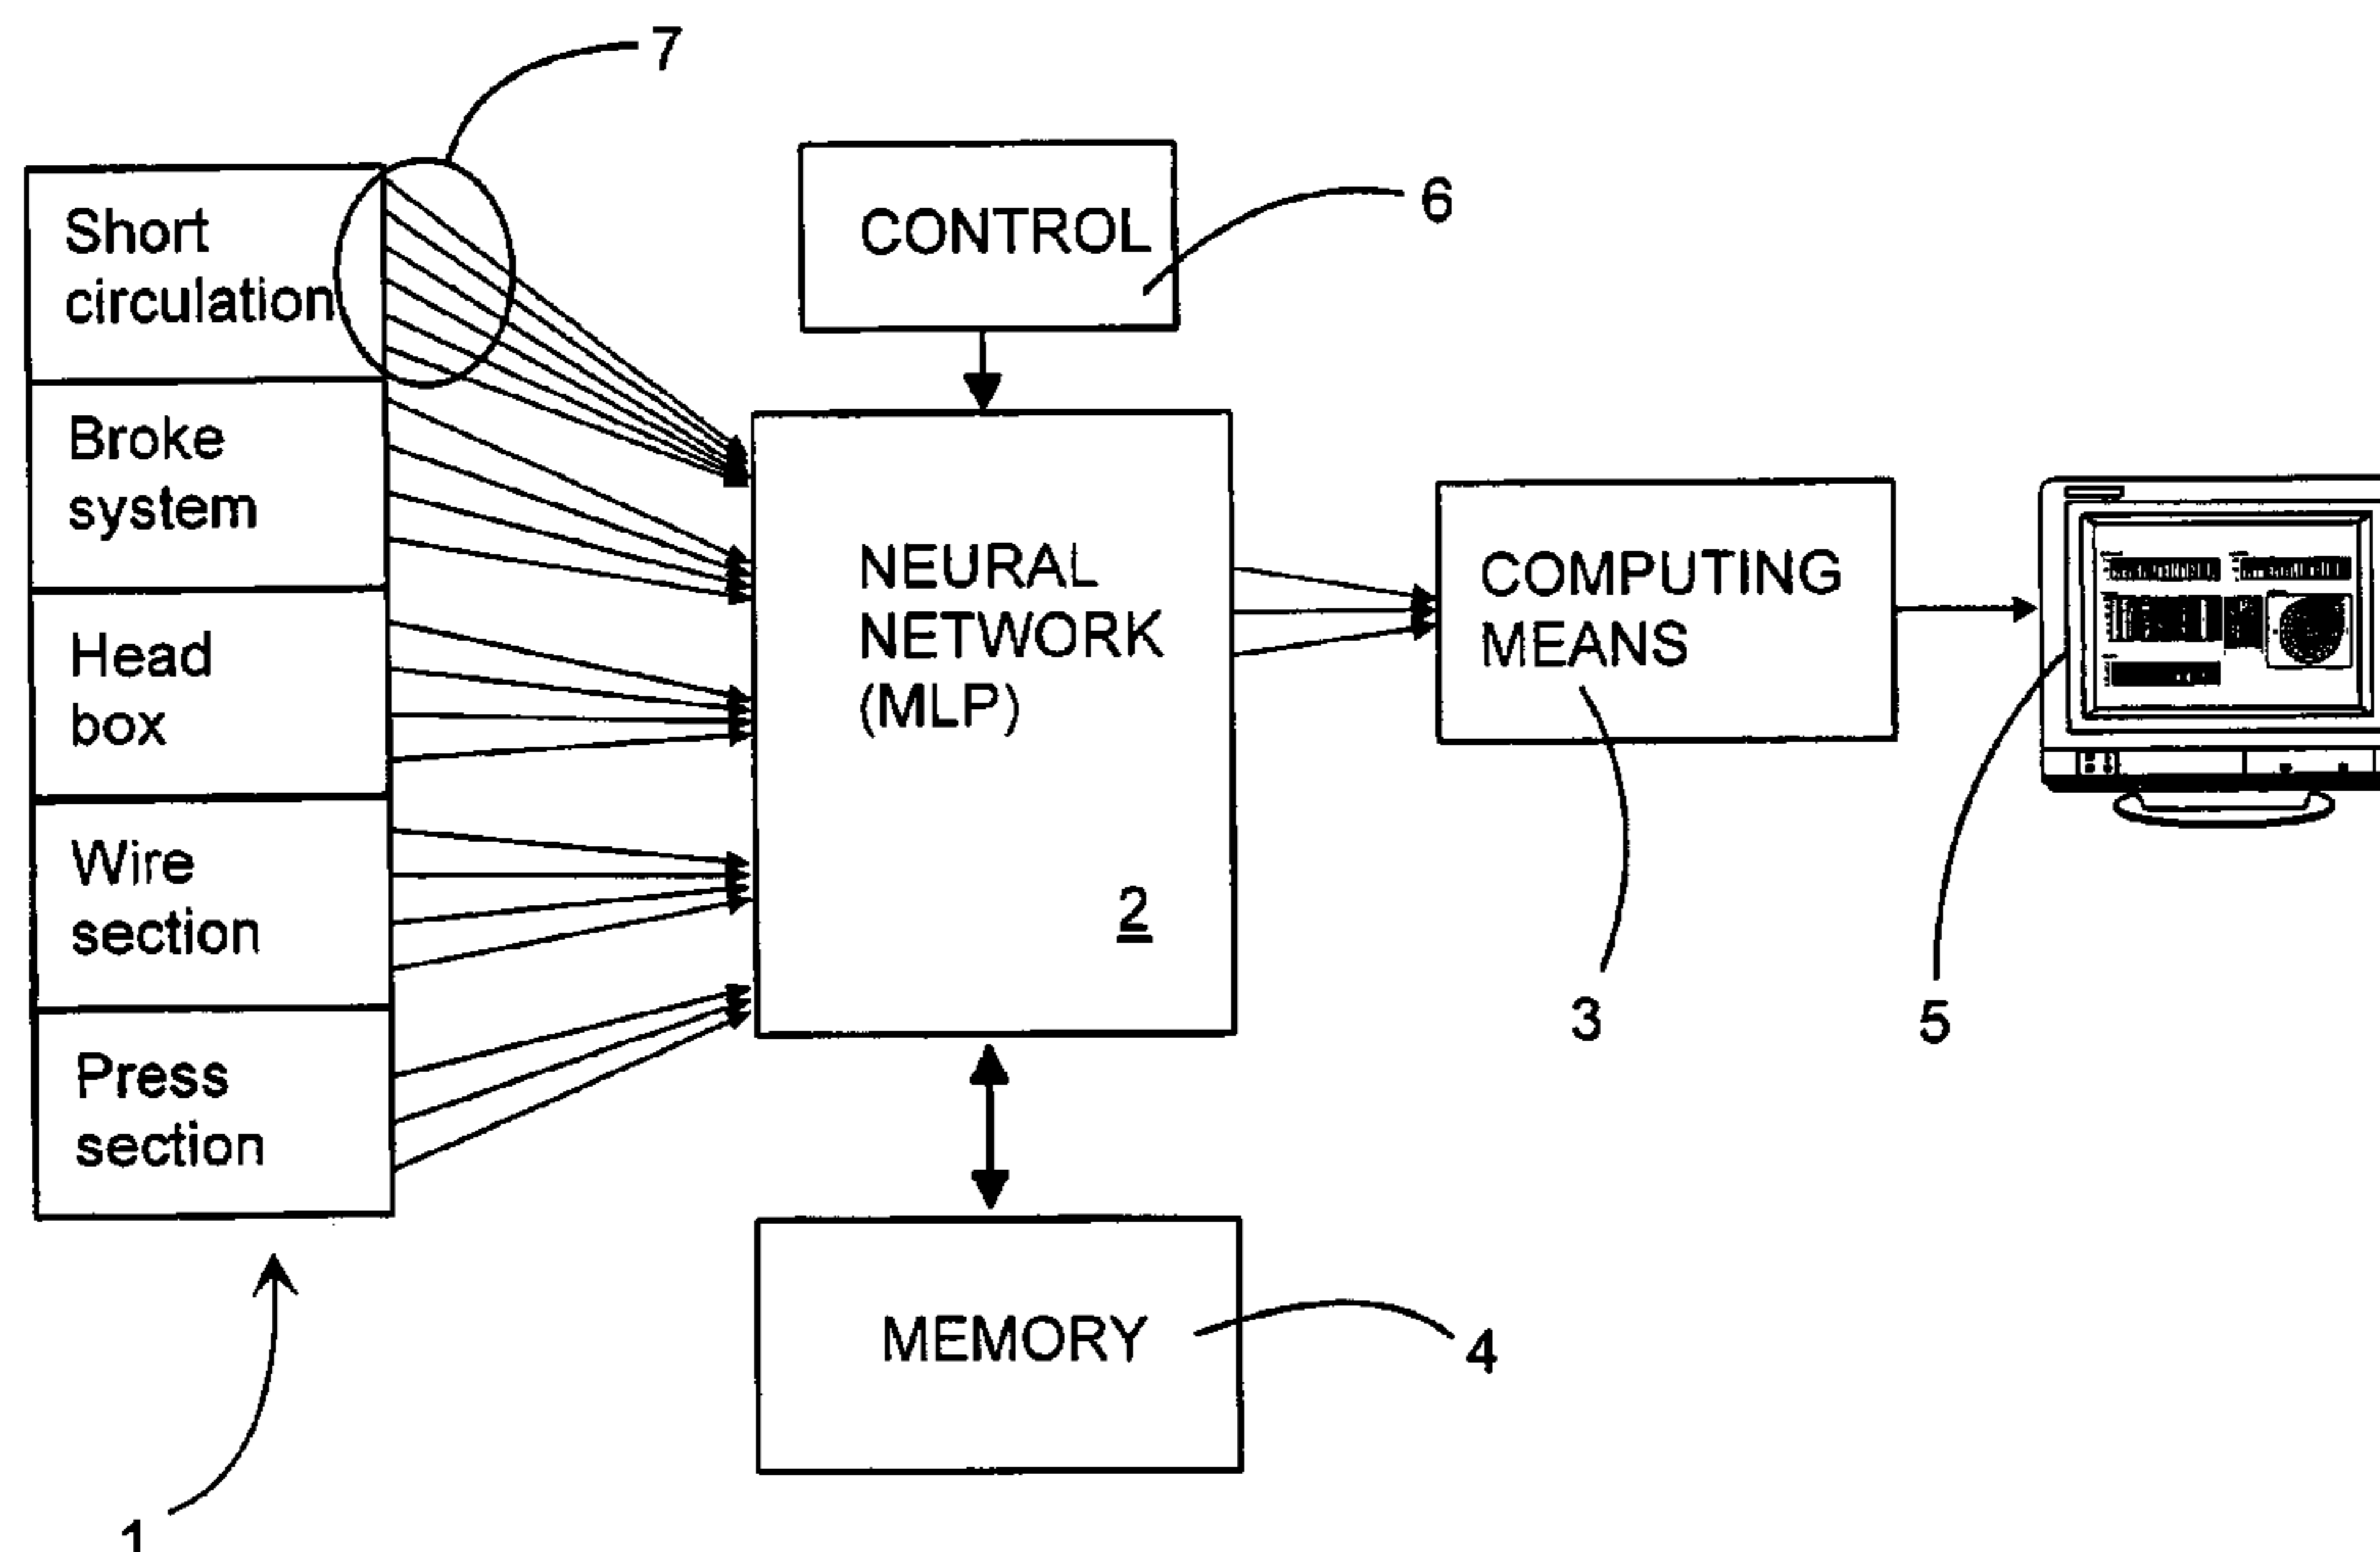 7
Short
circulation
Broke
system
Head
box
Wire
section
Press
section
1
CONTROL
6
NEURAL
NETWORK
(MLP)
2
MEMORY
4
COMPUTING
MEANS
3
5